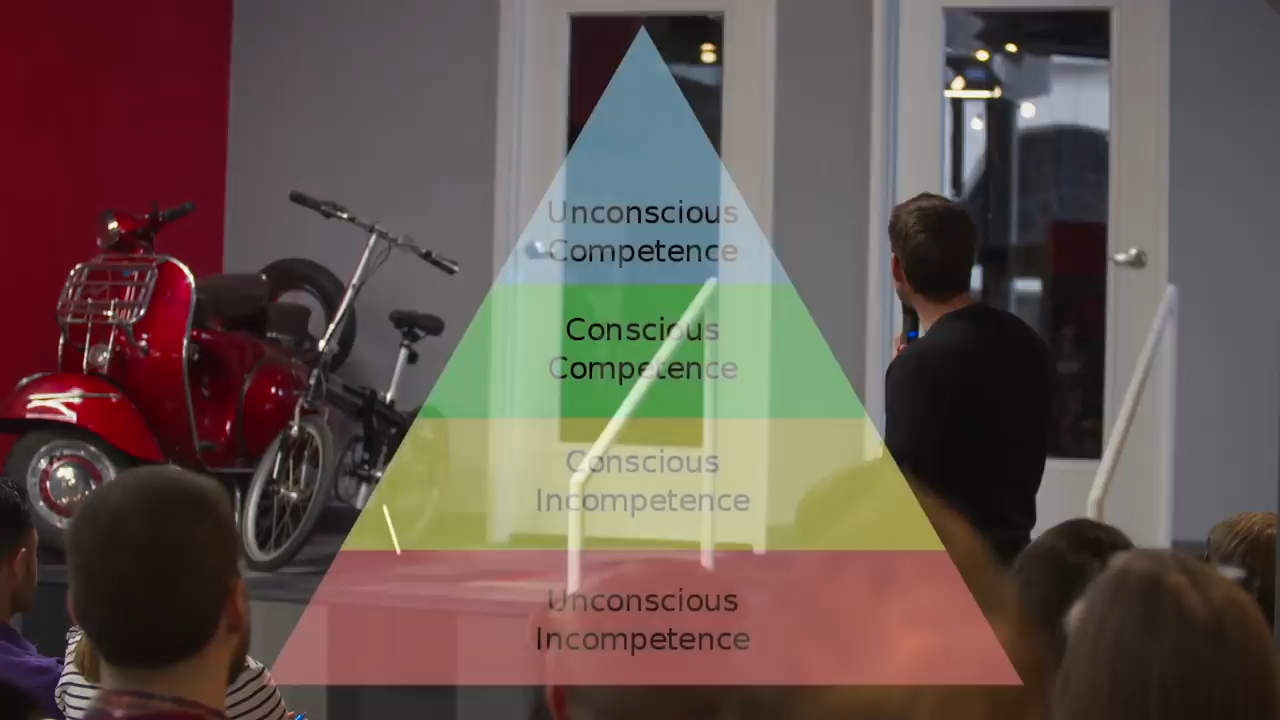 Unconscious
Competence
Conscious
Competence
Conscious
Incompetence
Unconscious
Incompetence